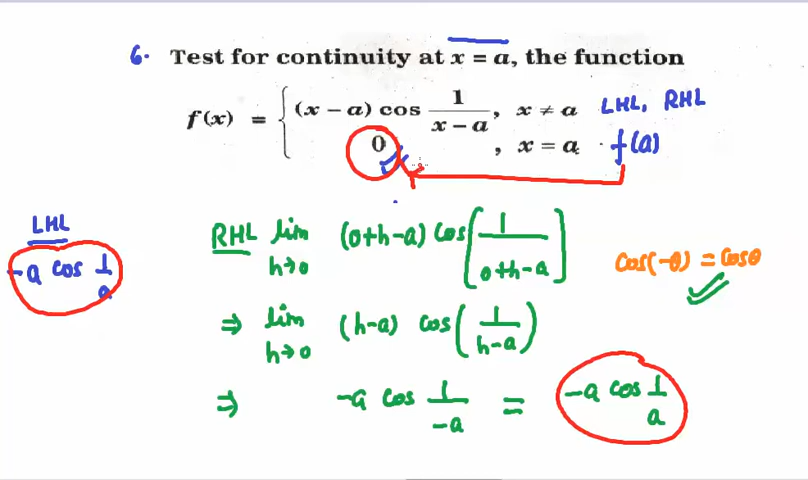 6. Test for continuity at x = a, the function
f(x) = { (x − a) cos 1/(x − a), x ≠ a LHL, RHL
0 , x = a. f(a)
LHL
-a cos 1/a
RHL lim h→0 (0+h-a) cos[1/(0+h-a)]
cos(-θ) = cosθ
⇒ lim h→0 (h-a) cos(1/(h-a))
⇒ -a cos 1/-a = -a cos 1/a